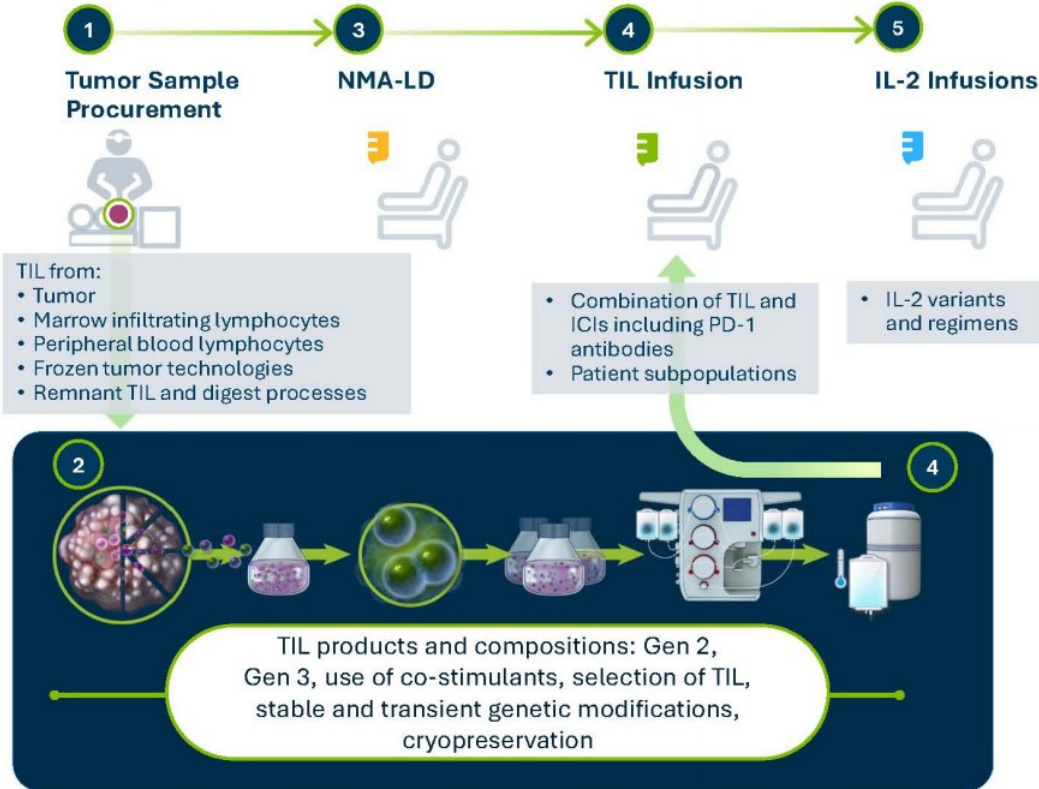 1
3
4
5
Tumor Sample
Procurement
NMA-LD
TIL Infusion
IL-2 Infusions
TIL from:
• Tumor
• Marrow infiltrating lymphocytes
• Peripheral blood lymphocytes
• Frozen tumor technologies
• Remnant TIL and digest processes
• Combination of TIL and
ICIs including PD-1
antibodies
• Patient subpopulations
• IL-2 variants
and regimens
2
4
TIL products and compositions: Gen 2,
Gen 3, use of co-stimulants, selection of TIL,
stable and transient genetic modifications,
cryopreservation